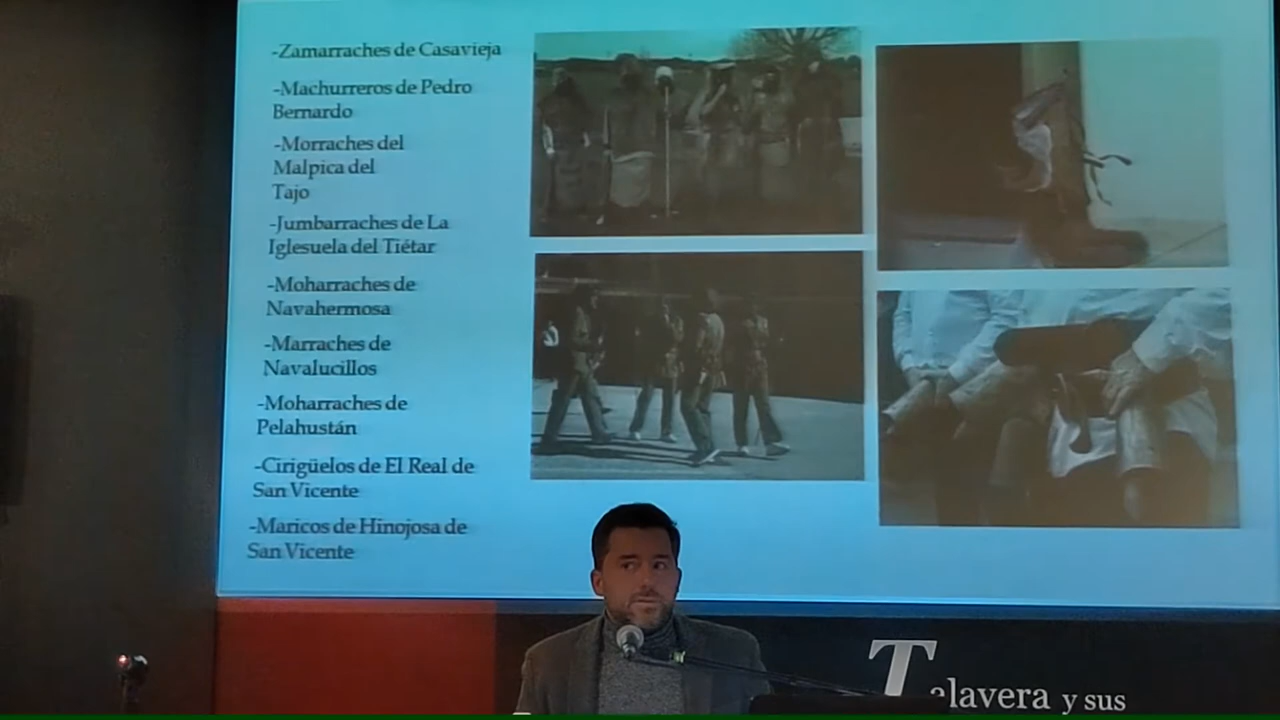 -Zamarraches de Casavieja
-Machurreros de Pedro
Bernardo
-Morraches del
Malpica del
Tajo
-Jumbarraches de La
Iglesuela del Tiétar
-Moharraches de
Navahermosa
-Marraches de
Navalucillos
-Moharraches de
Pelahustán
-Cirigüelos de El Real de
San Vicente
-Maricos de Hinojosa de
San Vicente
Talavera y sus